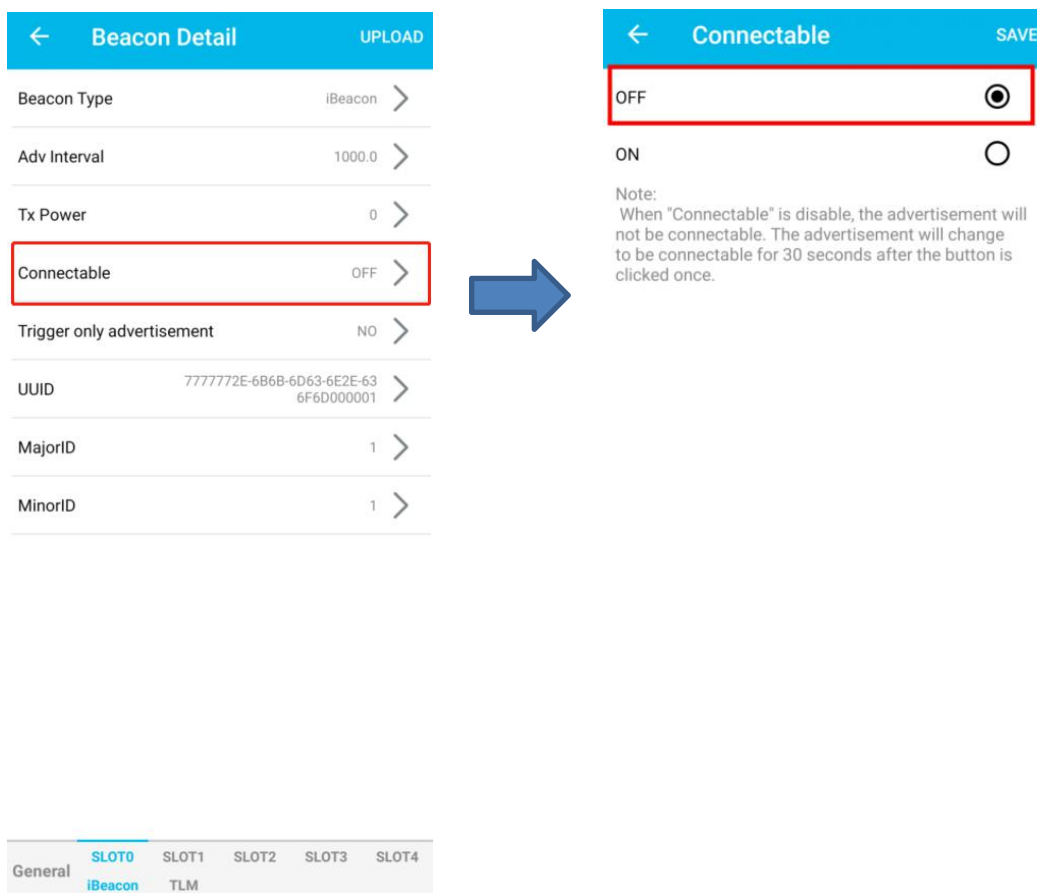 Beacon Detail UPLOAD
Beacon Type iBeacon
Adv Interval 1000.0
Tx Power 0
Connectable OFF
Trigger only advertisement NO
UUID 7777772E-6B6B-6D63-6E2E-63
6F6D000001
MajorID 1
MinorID 1
General SLOT0 SLOT1 SLOT2 SLOT3 SLOT4
iBeacon TLM
Connectable SAVE
OFF
ON
Note:
When "Connectable" is disable, the advertisement will
not be connectable. The advertisement will change
to be connectable for 30 seconds after the button is
clicked once.